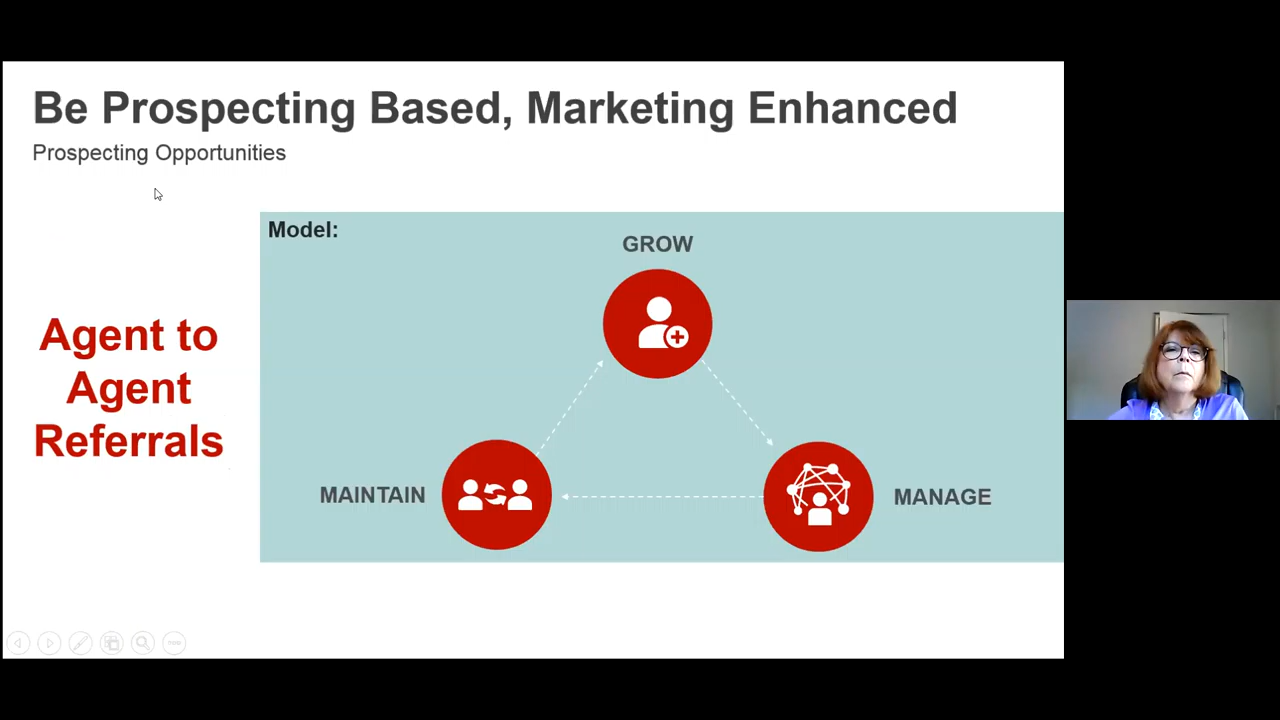 Be Prospecting Based, Marketing Enhanced
Prospecting Opportunities
Model:
GROW
Agent to
Agent
Referrals
MAINTAIN
MANAGE